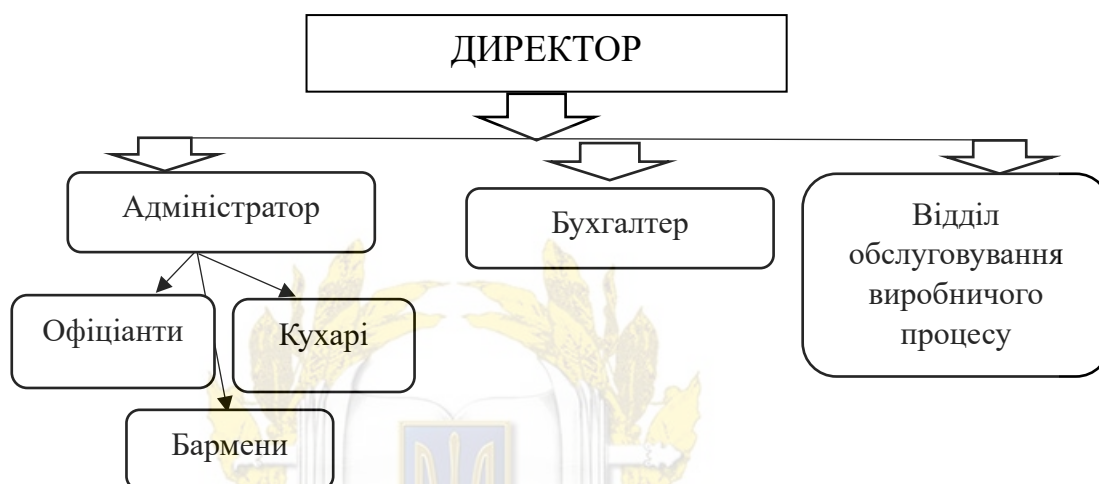 ДИРЕКТОР
Адміністратор
Бухгалтер
Відділ
обслуговування
виробничого
процесу
Офіціанти
Кухарі
Бармени